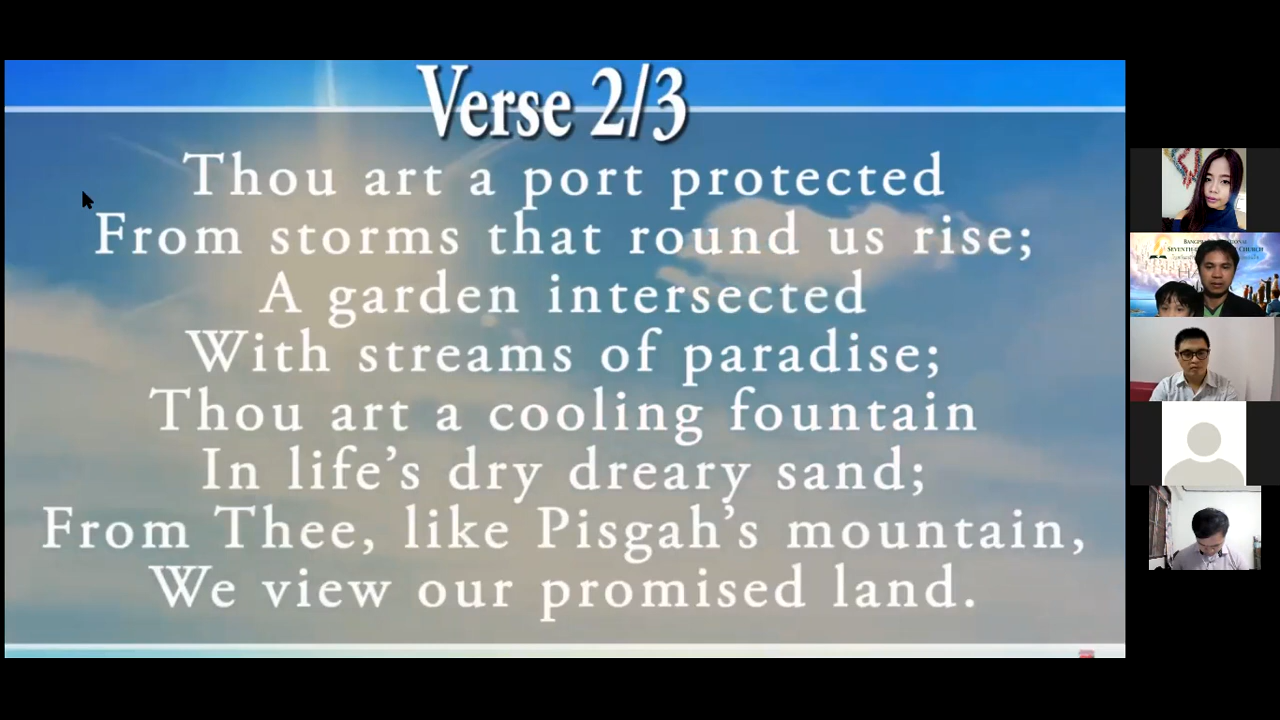 Verse 2/3
Thou art a port protected
From storms that round us rise;
A garden intersected
With streams of paradise;
Thou art a cooling fountain
In life’s dry dreary sand;
From Thee, like Pisgah’s mountain,
We view our promised land.